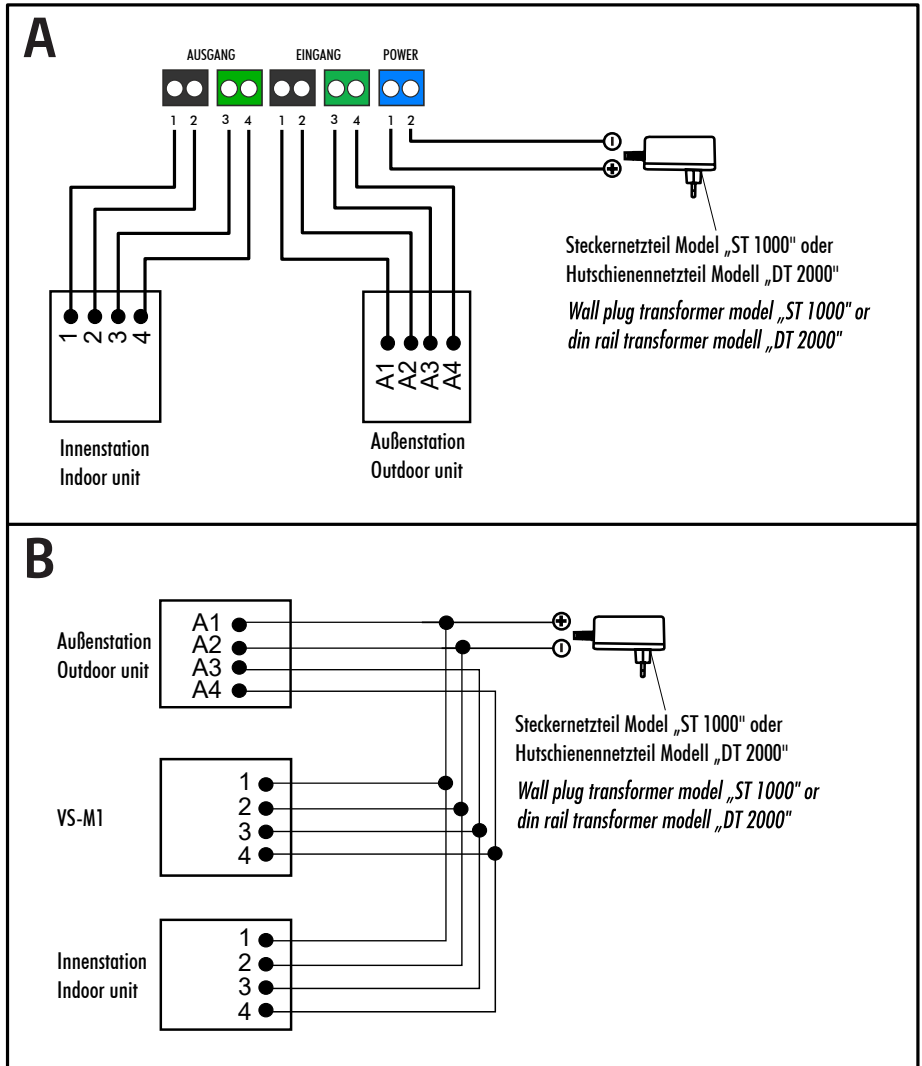 A
AUSGANG EINGANG POWER
1 2 3 4 1 2 3 4 1 2
Steckernetzteil Model „ST 1000" oder
Hutschienennetzteil Modell „DT 2000"
Wall plug transformer model „ST 1000" or
din rail transformer modell „DT 2000"
1 2 3 4
A1 A2 A3 A4
Innenstation
Indoor unit
Außenstation
Outdoor unit
B
Außenstation
Outdoor unit
A1
A2
A3
A4
Steckernetzteil Model „ST 1000" oder
Hutschienennetzteil Modell „DT 2000"
Wall plug transformer model „ST 1000" or
din rail transformer modell „DT 2000"
VS-M1
1
2
3
4
Innenstation
Indoor unit
1
2
3
4